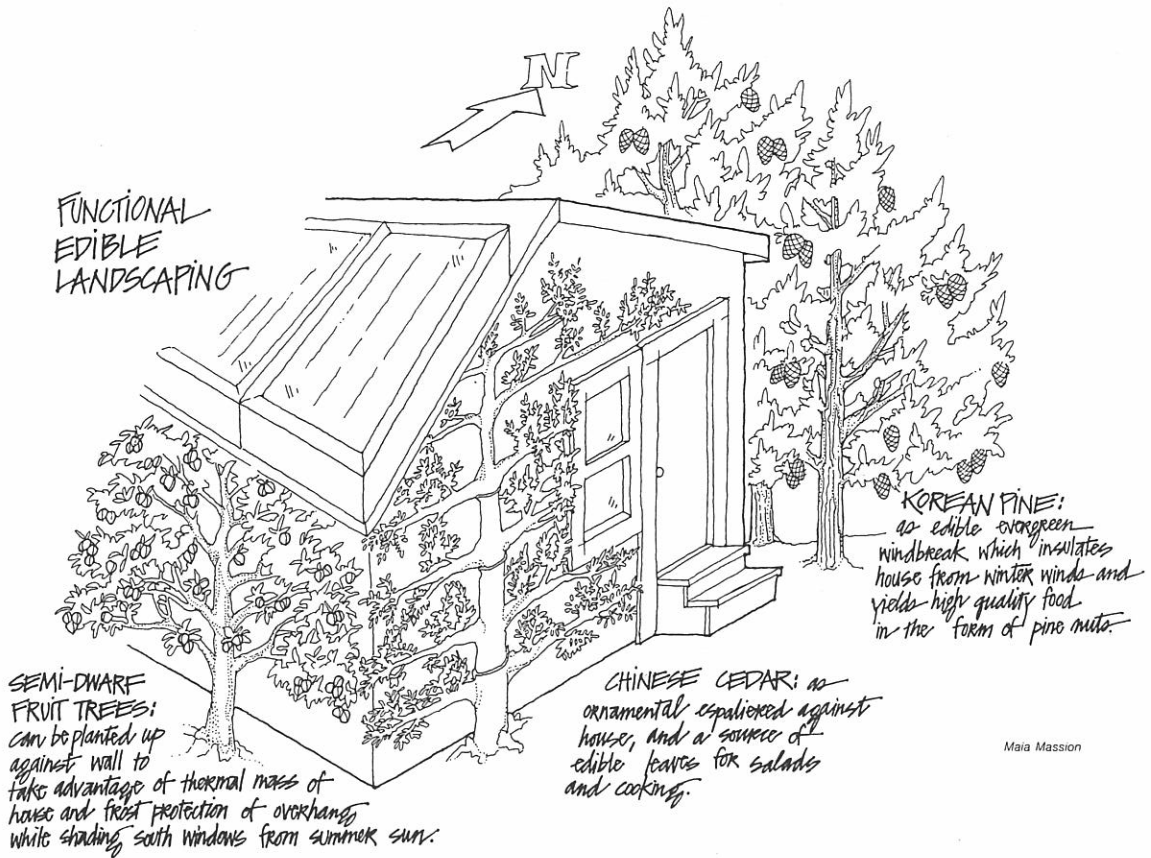 N
FUNCTIONAL
EDIBLE
LANDSCAPING
KOREAN PINE:
as edible evergreen
windbreak which insulates
house from winter winds and
yields high quality food
in the form of pine nuts.
SEMI-DWARF
FRUIT TREES:
can be planted up
against wall to
take advantage of thermal mass of
house and frost protection of overhang
while shading south windows from summer sun.
CHINESE CEDAR: as
ornamental espaliered against
house, and a source of
edible leaves for salads
and cooking.
Maia Massion